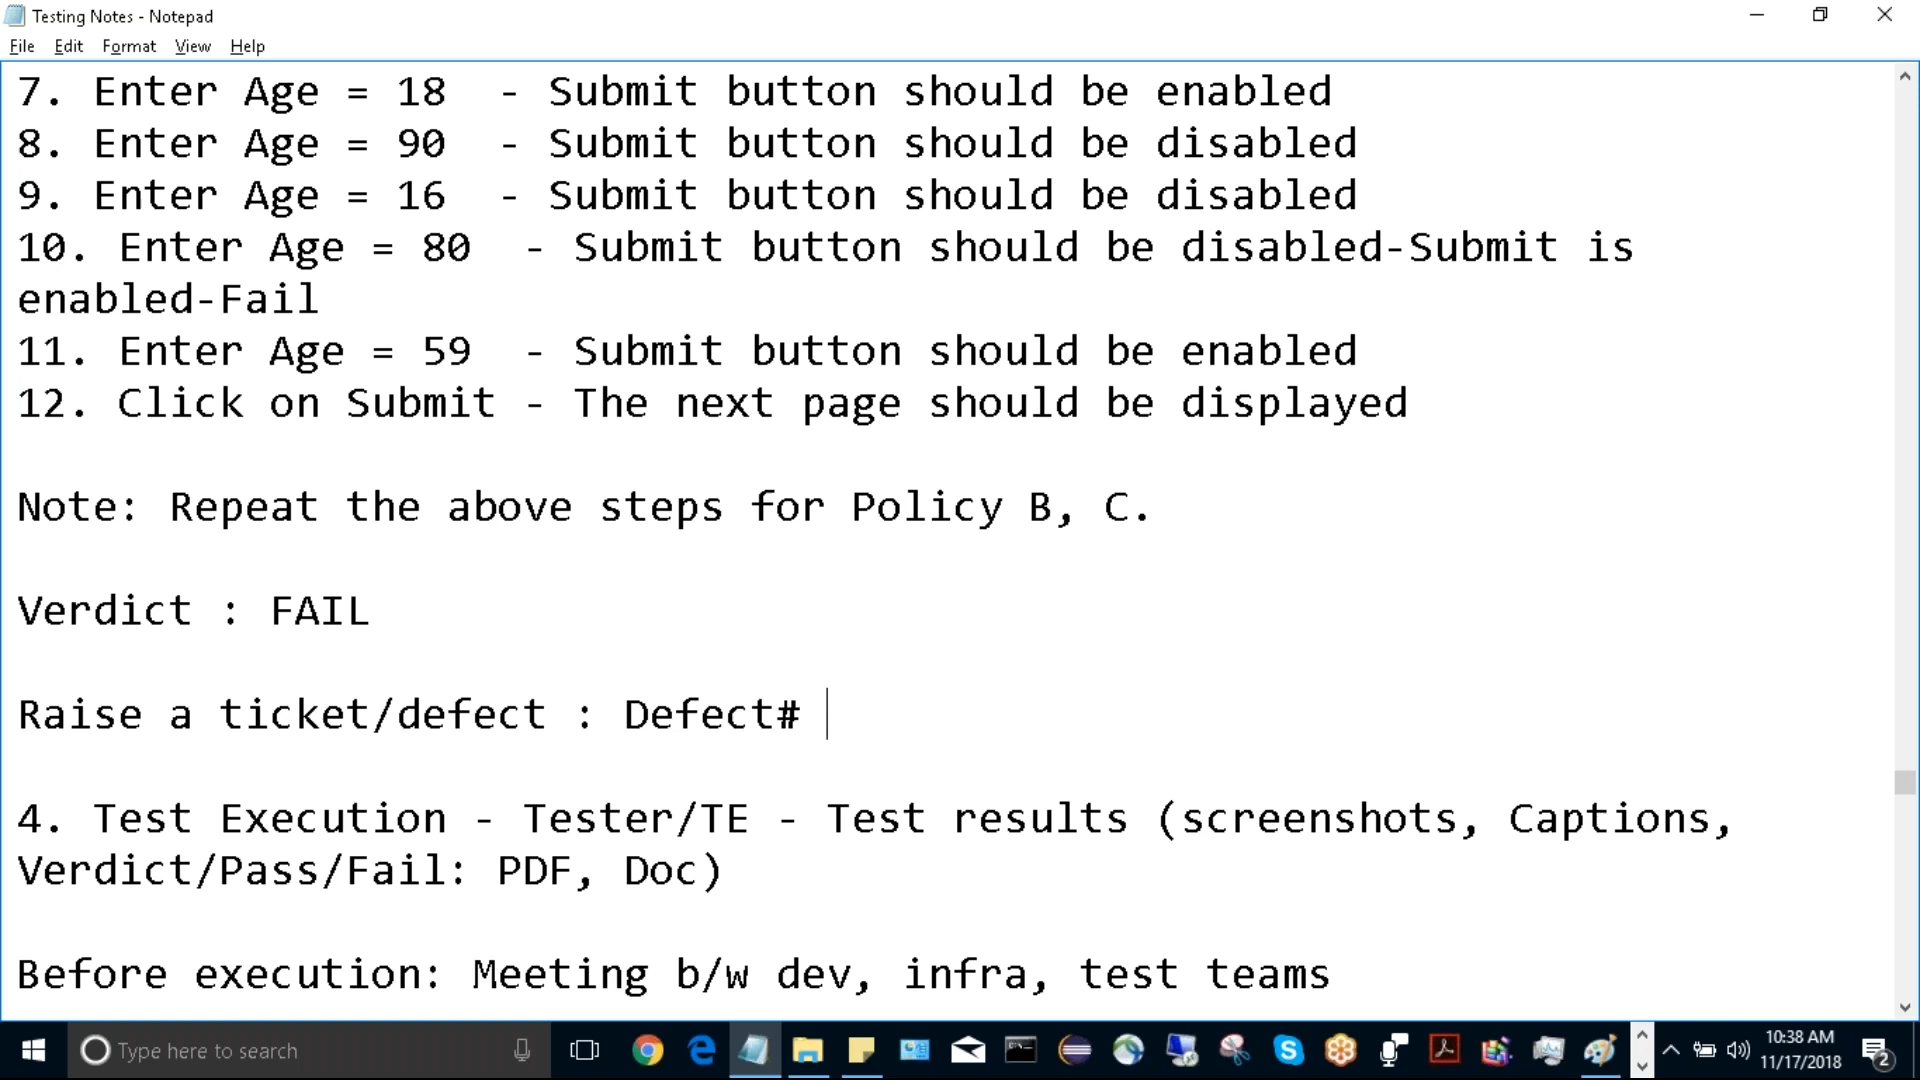 Testing Notes - Notepad
File Edit Format View Help
7. Enter Age = 18  - Submit button should be enabled
8. Enter Age = 90  - Submit button should be disabled
9. Enter Age = 16  - Submit button should be disabled
10. Enter Age = 80  - Submit button should be disabled-Submit is
enabled-Fail
11. Enter Age = 59  - Submit button should be enabled
12. Click on Submit - The next page should be displayed
Note: Repeat the above steps for Policy B, C.
Verdict : FAIL
Raise a ticket/defect : Defect#
4. Test Execution - Tester/TE - Test results (screenshots, Captions,
Verdict/Pass/Fail: PDF, Doc)
Before execution: Meeting b/w dev, infra, test teams
Type here to search
10:38 AM
11/17/2018
2